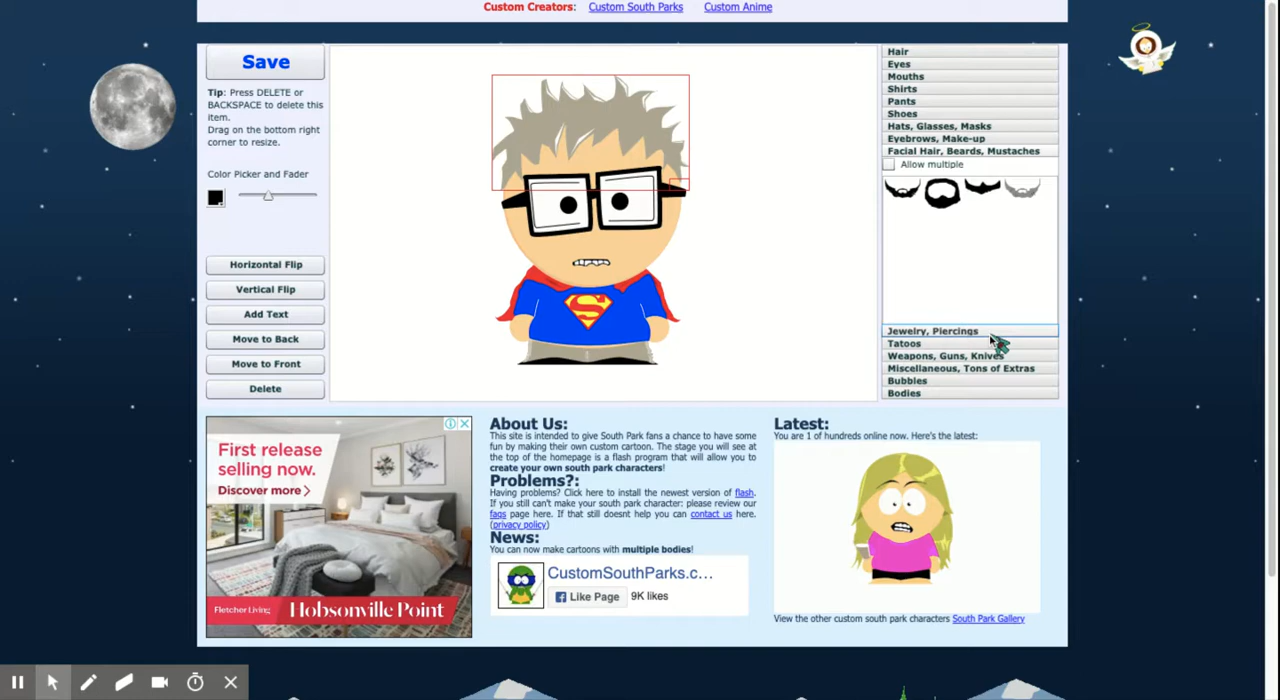 Custom Creators: Custom South Parks Custom Anime
Save
Tip: Press DELETE or
BACKSPACE to delete this
item.
Drag on the bottom right
corner to resize.
Color Picker and Fader
Horizontal Flip
Vertical Flip
Add Text
Move to Back
Move to Front
Delete
S
Hair
Eyes
Mouths
Shirts
Pants
Shoes
Hats, Glasses, Masks
Eyebrows, Make-up
Facial Hair, Beards, Mustaches
Allow multiple
Jewelry, Piercings
Tatoos
Weapons, Guns, Knives
Miscellaneous, Tons of Extras
Bubbles
Bodies
First release
selling now.
Discover more >
Fletcher Living
Hobsonville Point
About Us:
This site is intended to give South Park fans a chance to have some
fun by making their own custom cartoon. The stage you will see at
the top of the homepage is a flash program that will allow you to
create your own south park characters!
Problems?:
Having problems? Click here to install the newest version of flash.
If you still can't make your south park character: please review our
faqs page here. If that still doesnt help you can contact us here.
(privacy policy)
News:
You can now make cartoons with multiple bodies!
CustomSouthParks.c...
Like Page 9K likes
Latest:
You are 1 of hundreds online now. Here's the latest:
View the other custom south park characters South Park Gallery